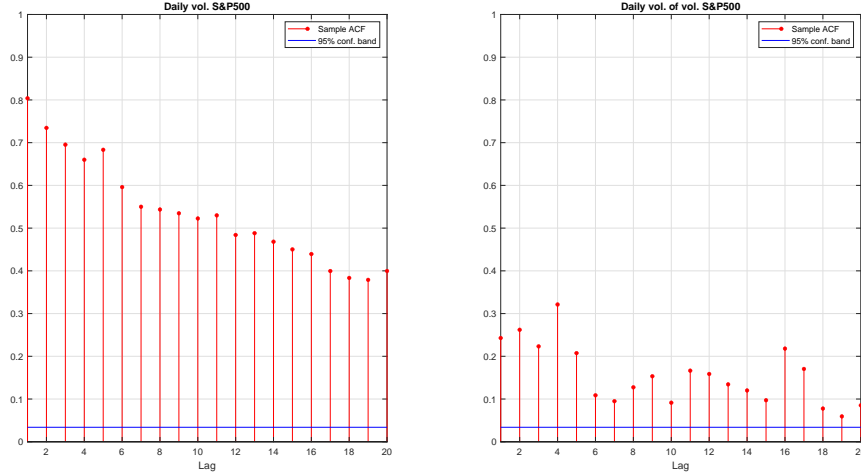 Daily vol. S&P500
Sample ACF
95% conf. band
1
0.9
0.8
0.7
0.6
0.5
0.4
0.3
0.2
0.1
0
2 4 6 8 10 12 14 16 18 20
Lag
Daily vol. of vol. S&P500
Sample ACF
95% conf. band
1
0.9
0.8
0.7
0.6
0.5
0.4
0.3
0.2
0.1
0
2 4 6 8 10 12 14 16 18 2
Lag